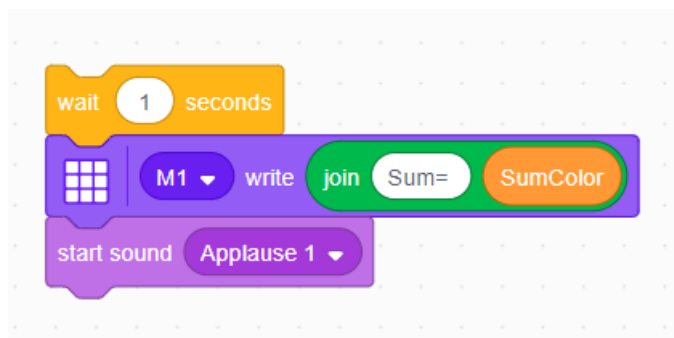 wait 1 seconds
M1 write join Sum= SumColor
start sound Applause 1